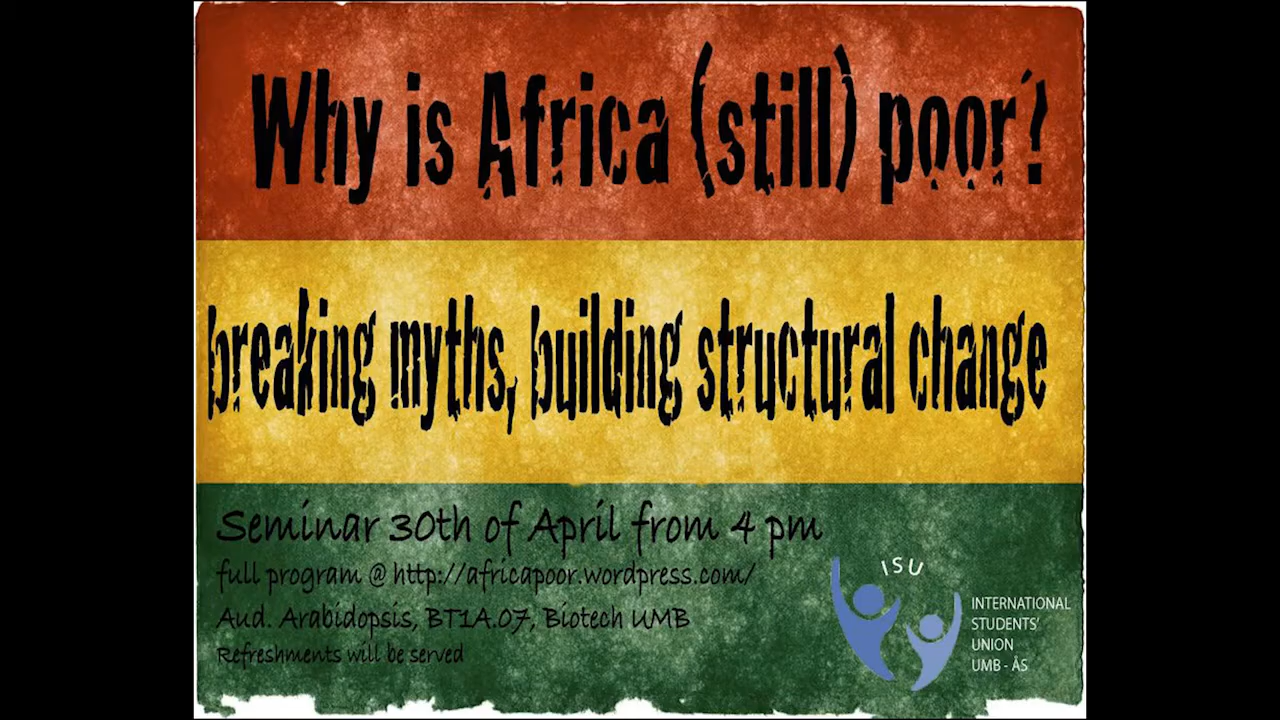 Why is Africa (still) poor?
breaking myths, building structural change
Seminar 30th of April from 4 pm
full program @ http://africapoor.wordpress.com/
Aud. Arabidopsis, BT1A.07, Biotech UMB
Refreshments will be served
ISU
INTERNATIONAL
STUDENTS'
UNION
UMB - ÅS